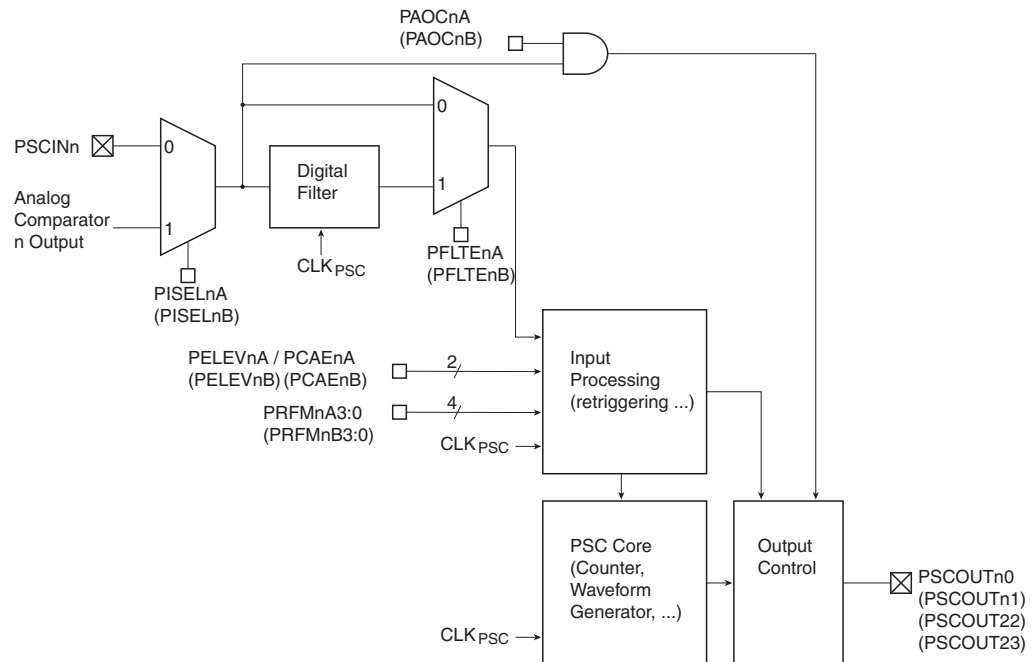 PAOCnA
(PAOCnB)
PSCINn
0
0
Digital
Filter
1
Analog
Comparator
n Output
1
CLKPSC
PFLTEnA
(PFLTEnB)
PISELnA
(PISELnB)
PELEVnA / PCAEnA
(PELEVnB) (PCAEnB)
2
PRFMnA3:0
(PRFMnB3:0)
4
CLKPSC
Input
Processing
(retriggering ...)
PSC Core
(Counter,
Waveform
Generator, ...)
CLKPSC
Output
Control
PSCOUTn0
(PSCOUTn1)
(PSCOUT22)
(PSCOUT23)